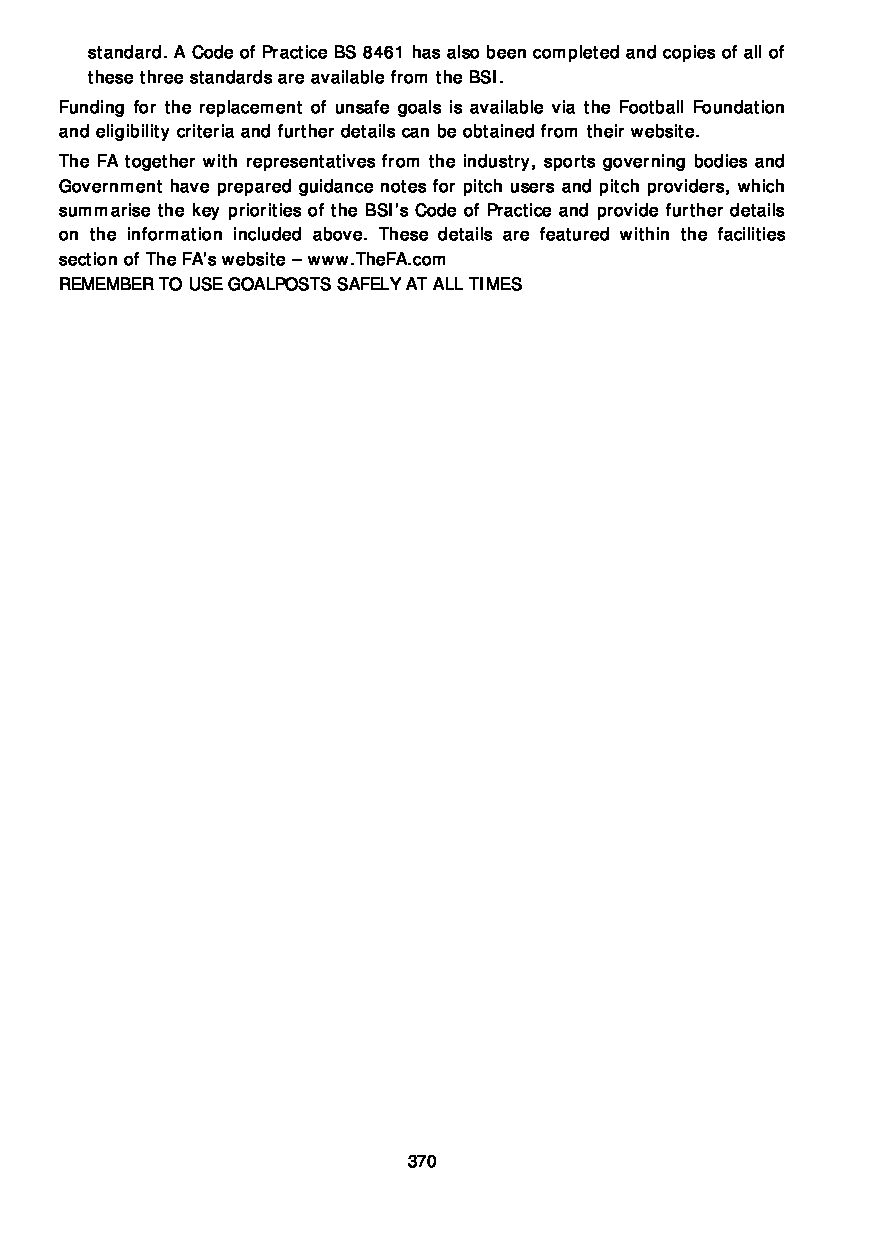 standard. A Code of Practice BS 8461 has also been completed and copies of all of
these three standards are available from the BSI.
Funding for the replacement of unsafe goals is available via the Football Foundation
and eligibility criteria and further details can be obtained from their website.
The FA together with representatives from the industry, sports governing bodies and
Government have prepared guidance notes for pitch users and pitch providers, which
summarise the key priorities of the BSI's Code of Practice and provide further details
on the information included above. These details are featured within the facilities
section of The FA's website – www.TheFA.com
REMEMBER TO USE GOALPOSTS SAFELY AT ALL TIMES
370